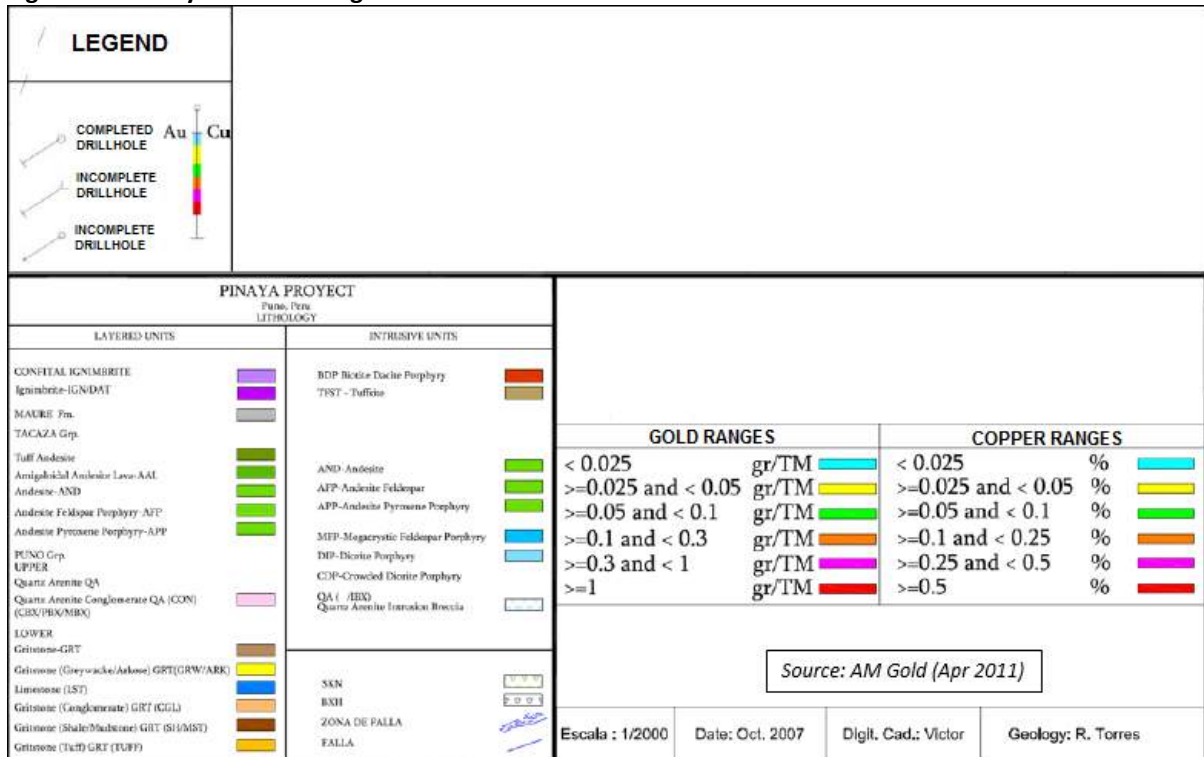 LEGEND
COMPLETED
DRILLHOLE
Au Cu
INCOMPLETE
DRILLHOLE
INCOMPLETE
DRILLHOLE
PINAYA PROYECT
Puno, Peru
LITHOLOGY
LAYERED UNITS
CONFITAL IGNIMBRITE
Ignimbrite-IGN/DAT
MAURE Fm.
TACAZA Grp.
Tuff Andesite
Amigaloidal Andesite Lava-AAL
Andesite-AND
Andesite Feldspar Porphyry-AFP
Andesite Pyroxene Porphyry-APP
PUNO Grp.
UPPER
Quartz Arenite QA
Quartz Arenite Conglomerate QA (CON)
(CBX/PBX/MBX)
LOWER
Gritstone-GRT
Gritstone (Greywacke/Arkose) GRT(GRW/ARK)
Limestone (LST)
Gritstone (Conglomerate) GRT (CGL)
Gritstone (Shale/Mudstone) GRT (SH/MST)
Gritstone (Tuff) GRT (TUFF)
INTRUSIVE UNITS
BDP Biotite Dacite Porphyry
TFST - Tuffsite
AND-Andesite
AFP-Andesite Feldespar
APP-Andesite Pyroxene Porphyry
MFP-Megacrystic Feldespar Porphyry
DIP-Diorite Porphyry
CDP-Crowded Diorite Porphyry
QA ( /IBX)
Quartz Arenite Intrusion Breccia
SKN
BXH
ZONA DE FALLA
FALLA
GOLD RANGES
< 0.025 gr/TM
>=0.025 and < 0.05 gr/TM
>=0.05 and < 0.1 gr/TM
>=0.1 and < 0.3 gr/TM
>=0.3 and < 1 gr/TM
>=1 gr/TM
COPPER RANGES
< 0.025 %
>=0.025 and < 0.05 %
>=0.05 and < 0.1 %
>=0.1 and < 0.25 %
>=0.25 and < 0.5 %
>=0.5 %
Source: AM Gold (Apr 2011)
Escala : 1/2000 Date: Oct. 2007 Digit. Cad.: Victor Geology: R. Torres